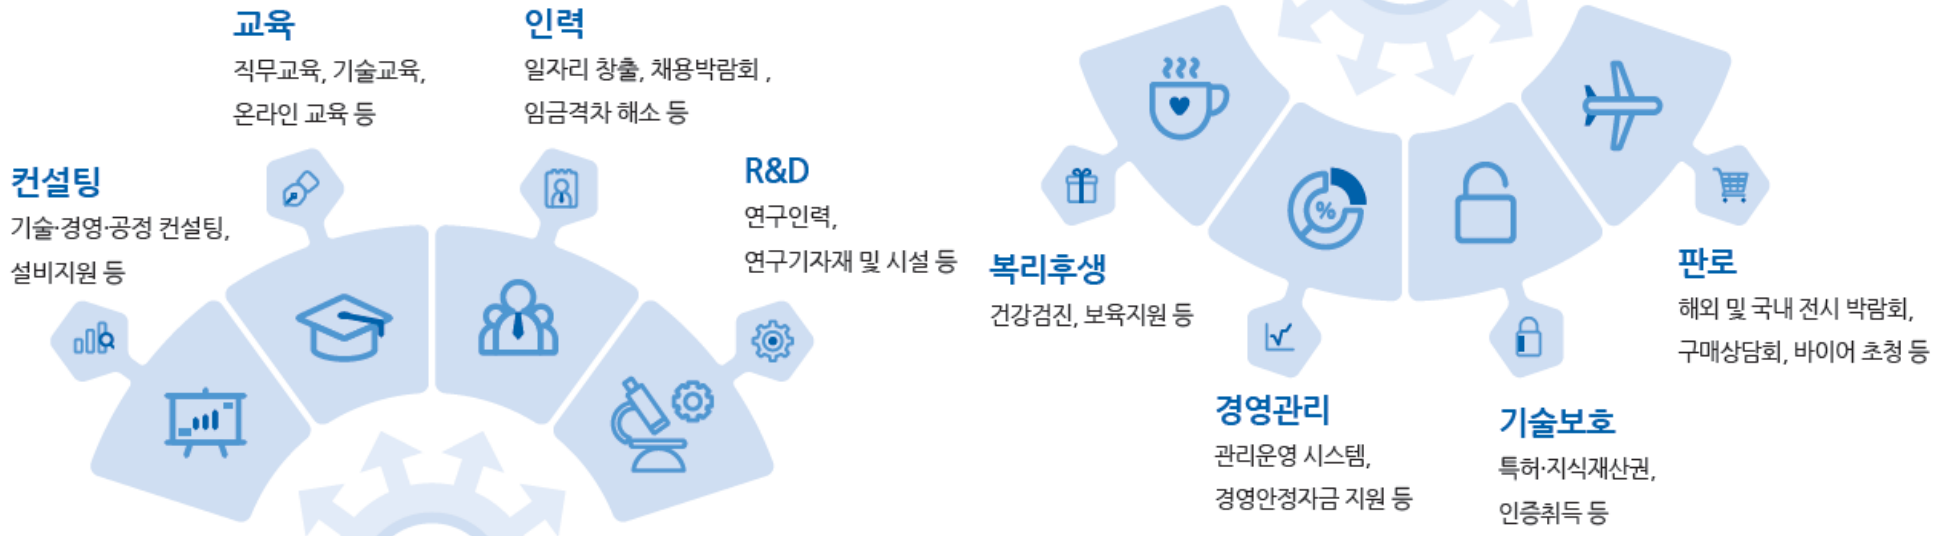 교육
직무교육, 기술교육,
온라인 교육 등
인력
일자리 창출, 채용박람회 ,
임금격차 해소 등
컨설팅
기술·경영·공정 컨설팅,
설비지원 등
R&D
연구인력,
연구기자재 및 시설 등
복리후생
건강검진, 보육지원 등
%
경영관리
관리운영 시스템,
경영안정자금 지원 등
기술보호
특허·지식재산권,
인증취득 등
판로
해외 및 국내 전시 박람회,
구매상담회, 바이어 초청 등